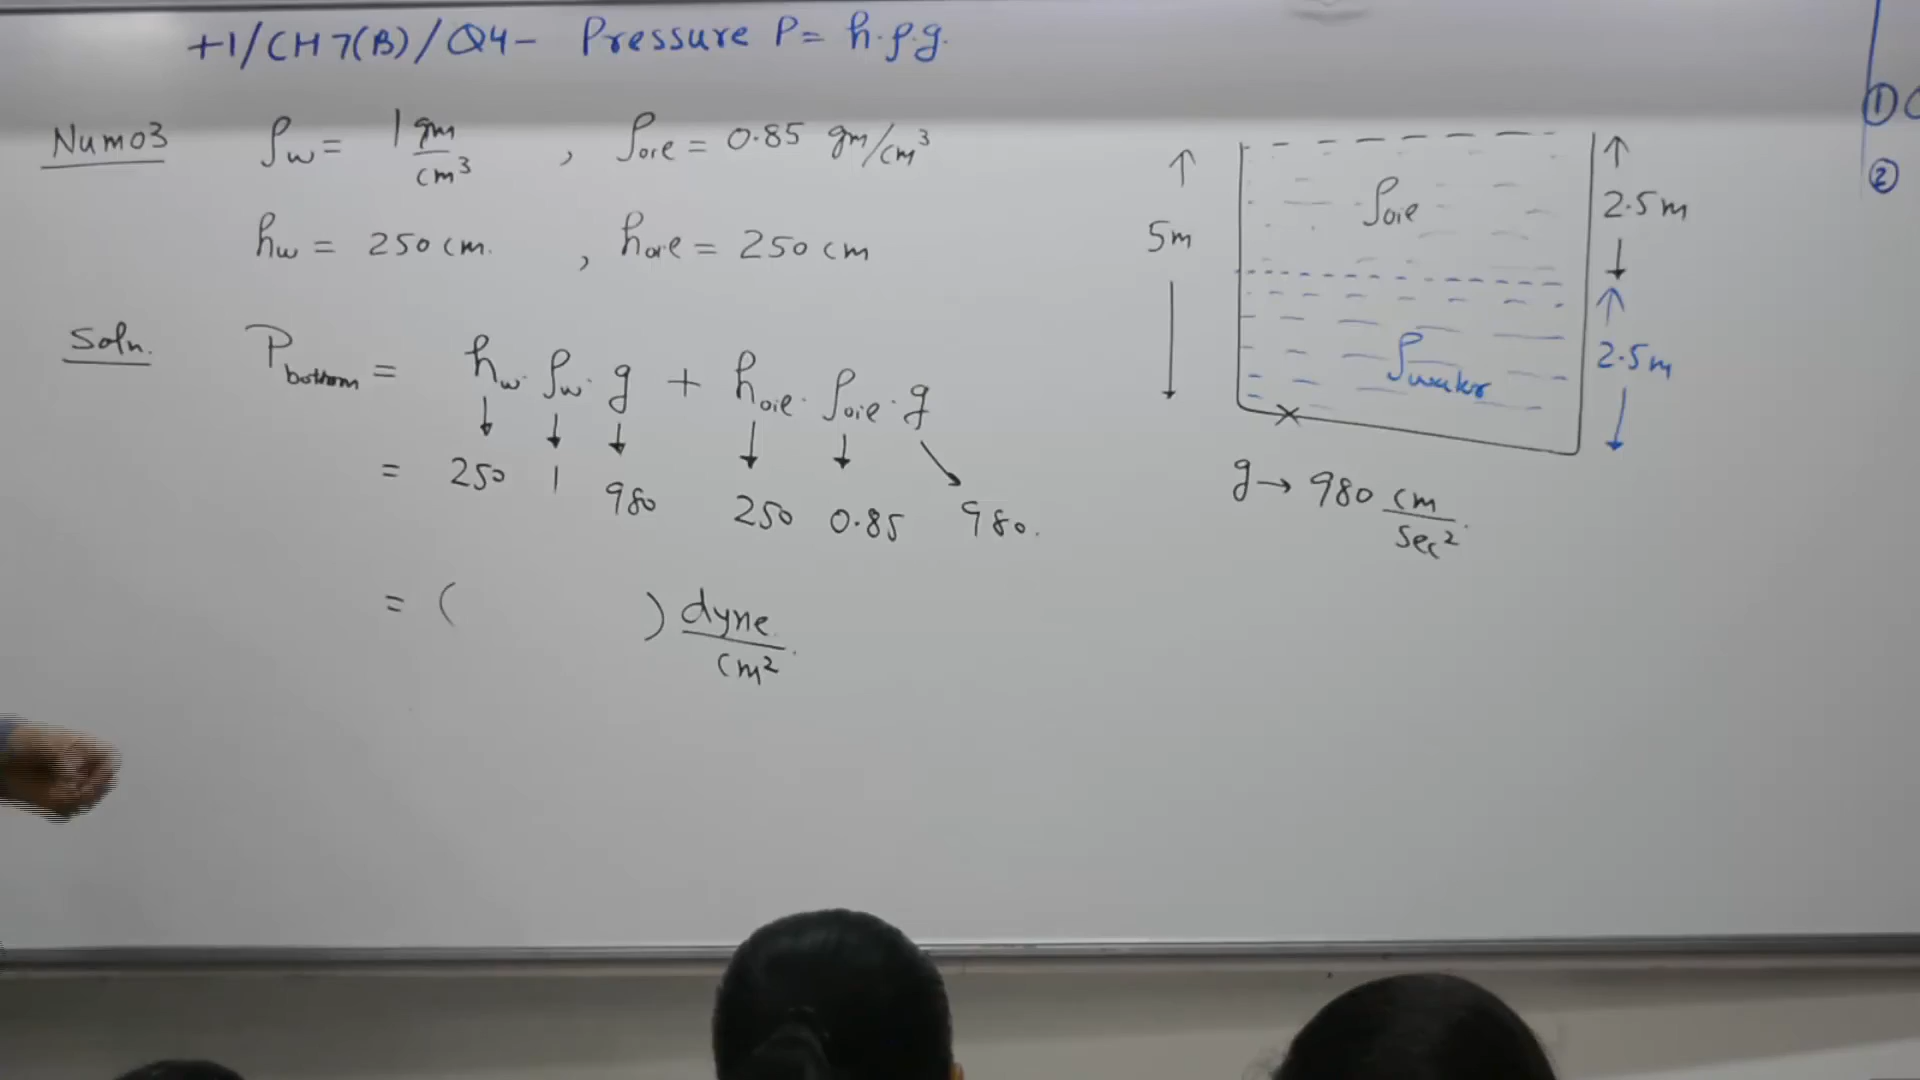 +1/CH7(B)/Q4- Pressure P= h.ρ.g.
Num03 ρw = 1 gm/cm³ , ρoil = 0.85 gm/cm³
hw = 250 cm. , hoil = 250 cm
Soln. Pbottom = hw. ρw. g + hoil. ρoil. g
= 250 1 980 250 0.85 980.
= ( ) dyne/cm²
5m
ρoil
2.5m
ρwater
2.5m
g → 980 cm/sec²
①
②